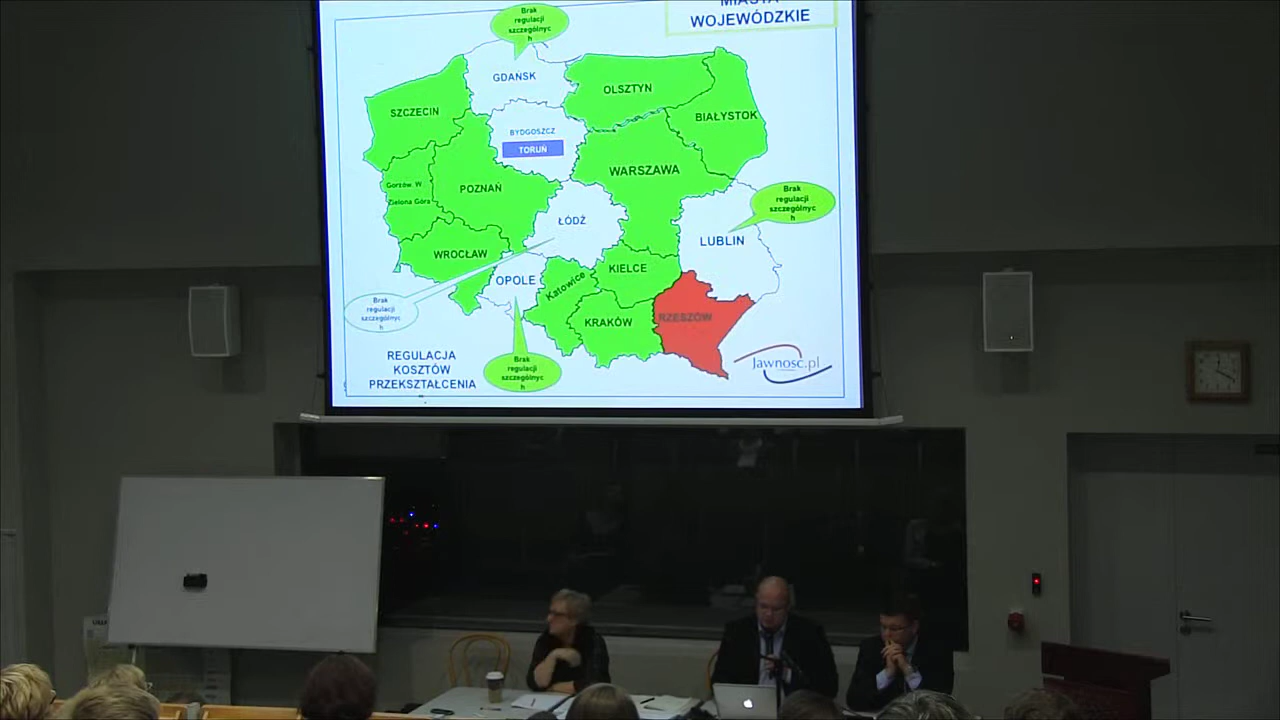 MIASTA
WOJEWÓDZKIE
Brak
regulacji
szczególnyc
h
GDAŃSK
OLSZTYN
SZCZECIN
BIAŁYSTOK
BYDGOSZCZ
TORUŃ
WARSZAWA
Gorzów. W
POZNAŃ
Zielona Góra
Brak
regulacji
szczególnyc
h
ŁÓDŹ
LUBLIN
WROCŁAW
OPOLE
Katowice
KIELCE
Brak
regulacji
szczególnyc
h
KRAKÓW
RZESZÓW
REGULACJA
KOSZTÓW
PRZEKSZTAŁCENIA
Brak
regulacji
szczególnyc
h
Jawnosc.pl